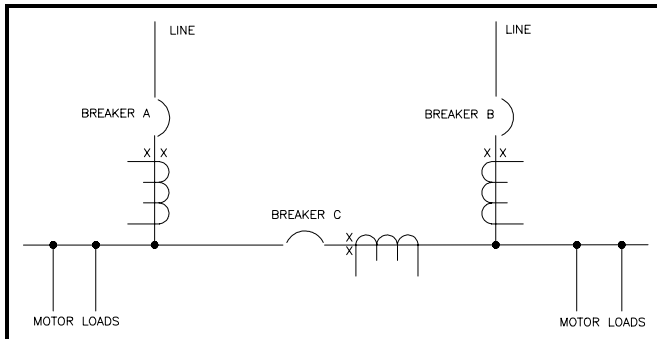 LINE
LINE
BREAKER A
BREAKER B
X X
X X
BREAKER C
X
X
MOTOR LOADS
MOTOR LOADS